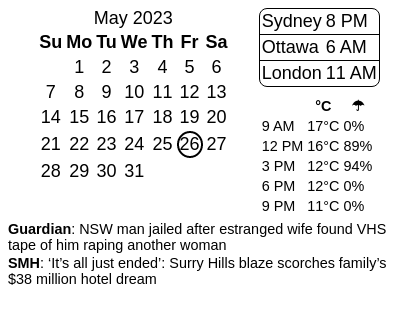 May 2023
Su Mo Tu We Th Fr Sa
1 2 3 4 5 6
7 8 9 10 11 12 13
14 15 16 17 18 19 20
21 22 23 24 25 26 27
28 29 30 31
Sydney 8 PM
Ottawa 6 AM
London 11 AM
°C ☂
9 AM 17°C 0%
12 PM 16°C 89%
3 PM 12°C 94%
6 PM 12°C 0%
9 PM 11°C 0%
Guardian: NSW man jailed after estranged wife found VHS
tape of him raping another woman
SMH: ‘It’s all just ended’: Surry Hills blaze scorches family’s
$38 million hotel dream